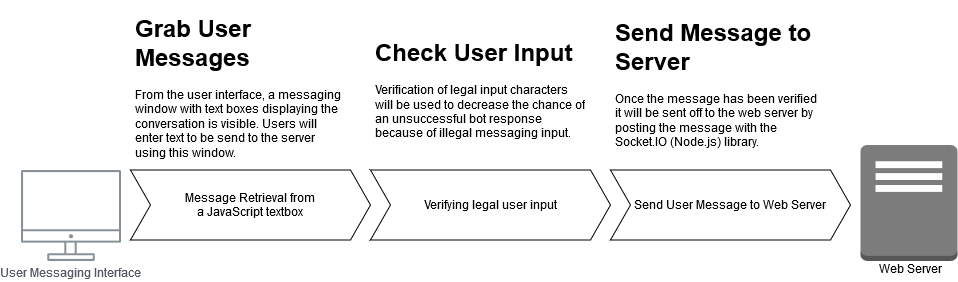 Grab User
Messages
From the user interface, a messaging
window with text boxes displaying the
conversation is visible. Users will
enter text to be send to the server
using this window.
Check User Input
Verification of legal input characters
will be used to decrease the chance of
an unsuccessful bot response
because of illegal messaging input.
Send Message to
Server
Once the message has been verified
it will be sent off to the web server by
posting the message with the
Socket.IO (Node.js) library.
Message Retrieval from
a JavaScript textbox
Verifying legal user input
Send User Message to Web Server
User Messaging Interface
Web Server